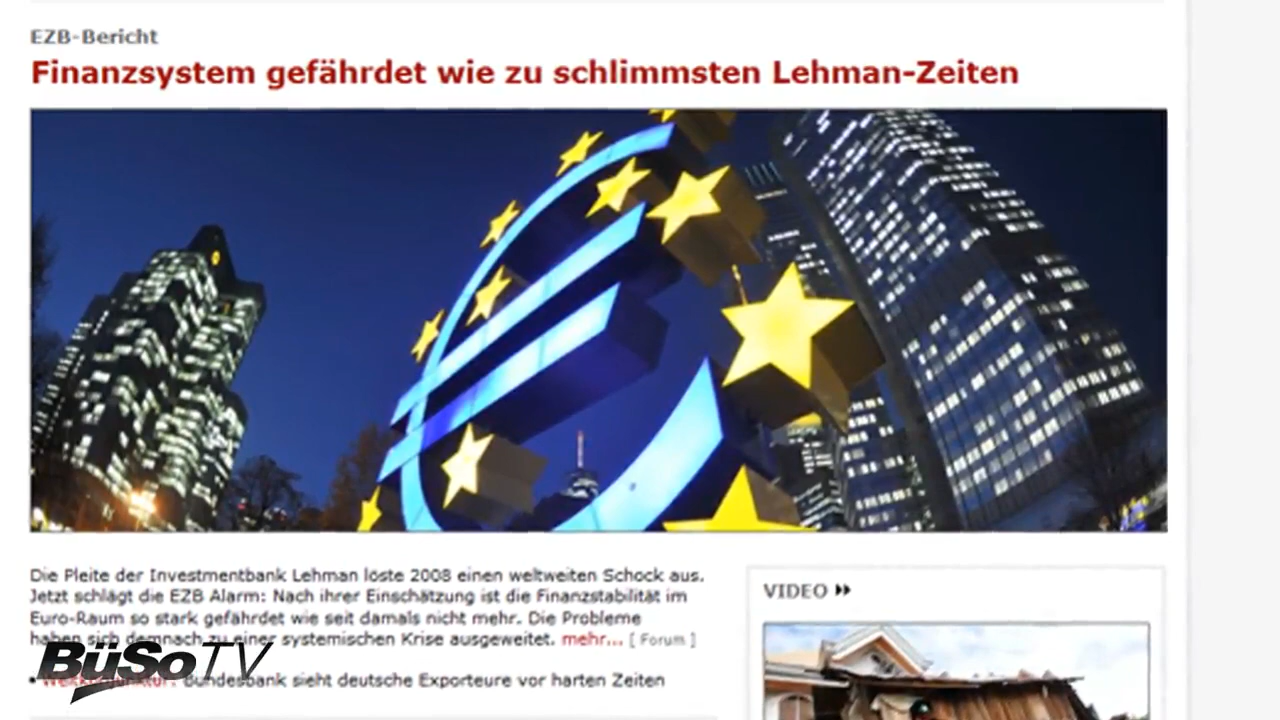 EZB-Bericht
Finanzsystem gefährdet wie zu schlimmsten Lehman-Zeiten
Die Pleite der Investmentbank Lehman löste 2008 einen weltweiten Schock aus.
Jetzt schlägt die EZB Alarm: Nach ihrer Einschätzung ist die Finanzstabilität im
Euro-Raum so stark gefährdet wie seit damals nicht mehr. Die Probleme
haben sich demnach zu einer systemischen Krise ausgeweitet. mehr... [ Forum ]
Bundesbank sieht deutsche Exporteure vor harten Zeiten
VIDEO
BüSo TV